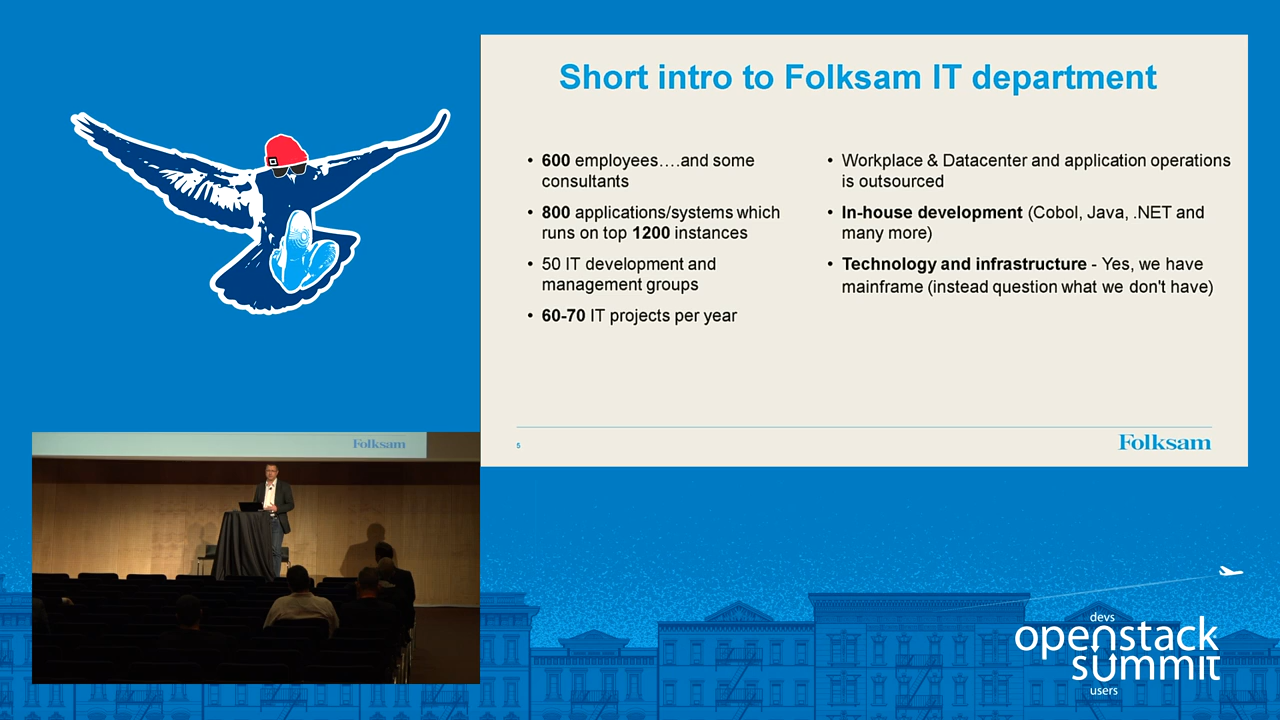 Short intro to Folksam IT department
• 600 employees….and some
consultants
• 800 applications/systems which
runs on top 1200 instances
• 50 IT development and
management groups
• 60-70 IT projects per year
• Workplace & Datacenter and application operations
is outsourced
• In-house development (Cobol, Java, .NET and
many more)
• Technology and infrastructure - Yes, we have
mainframe (instead question what we don't have)
5
Folksam
Folksam
devs
openstack
summit
users